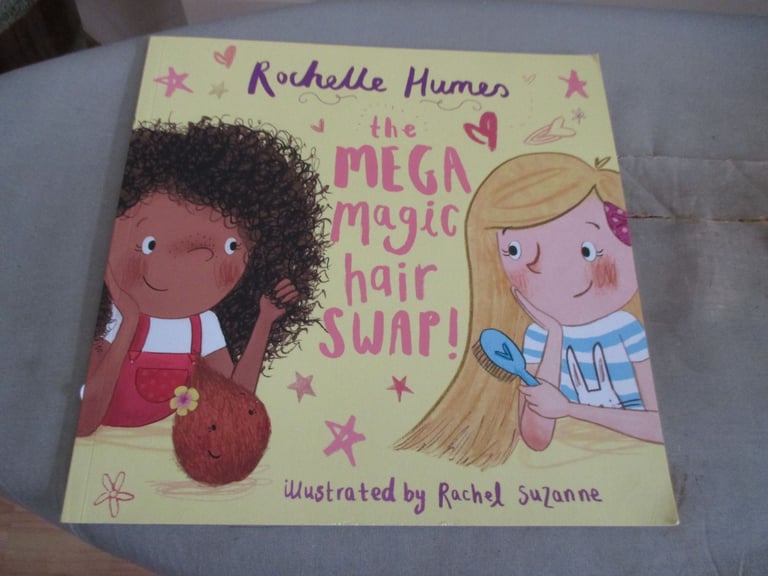 Rochelle Humes
the
MEGA
magic
hair
SWAP!
illustrated by Rachel Suzanne